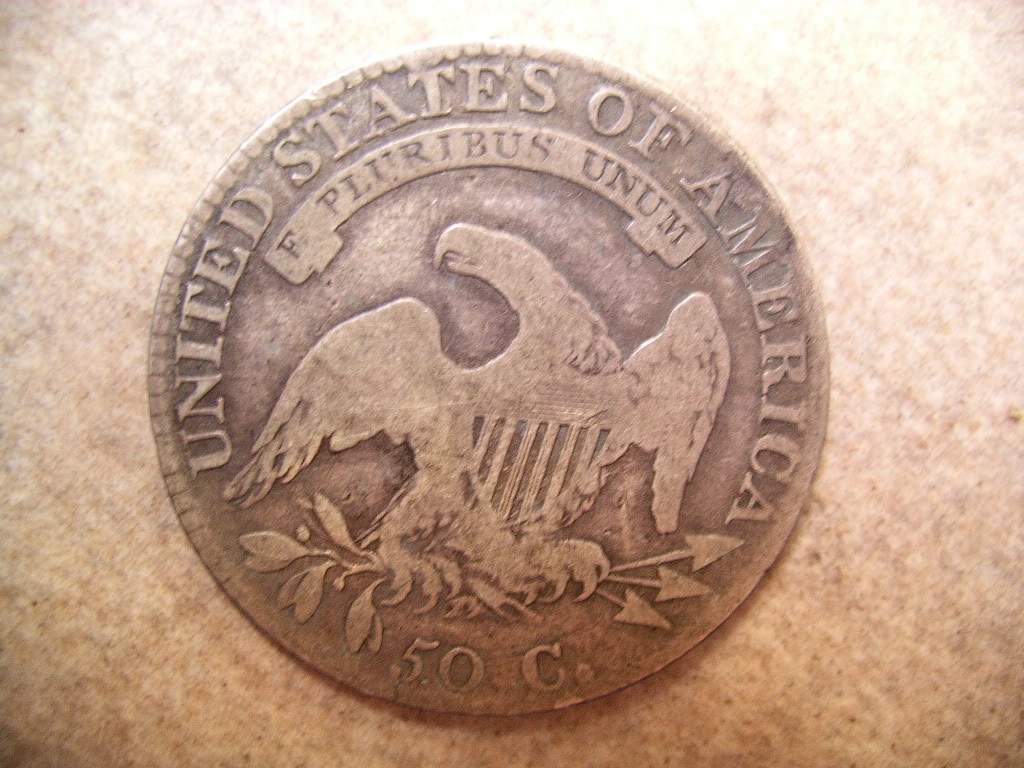 UNITED STATES OF AMERICA
E PLURIBUS UNUM
50 C.